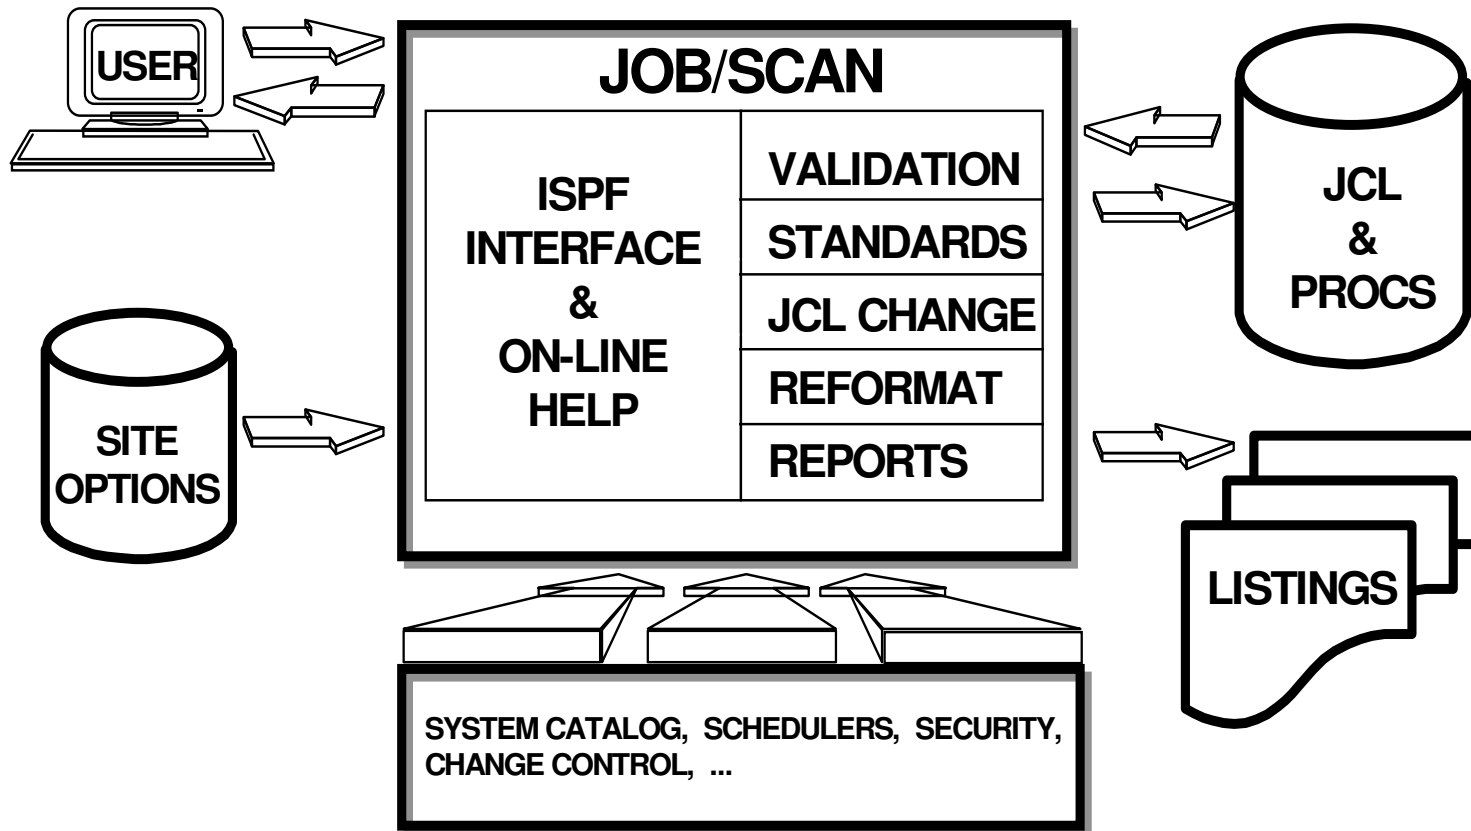 USER
JOB/SCAN
ISPF
INTERFACE
&
ON-LINE
HELP
VALIDATION
STANDARDS
JCL CHANGE
REFORMAT
REPORTS
JCL
&
PROCS
SITE
OPTIONS
LISTINGS
SYSTEM CATALOG, SCHEDULERS, SECURITY,
CHANGE CONTROL, ...